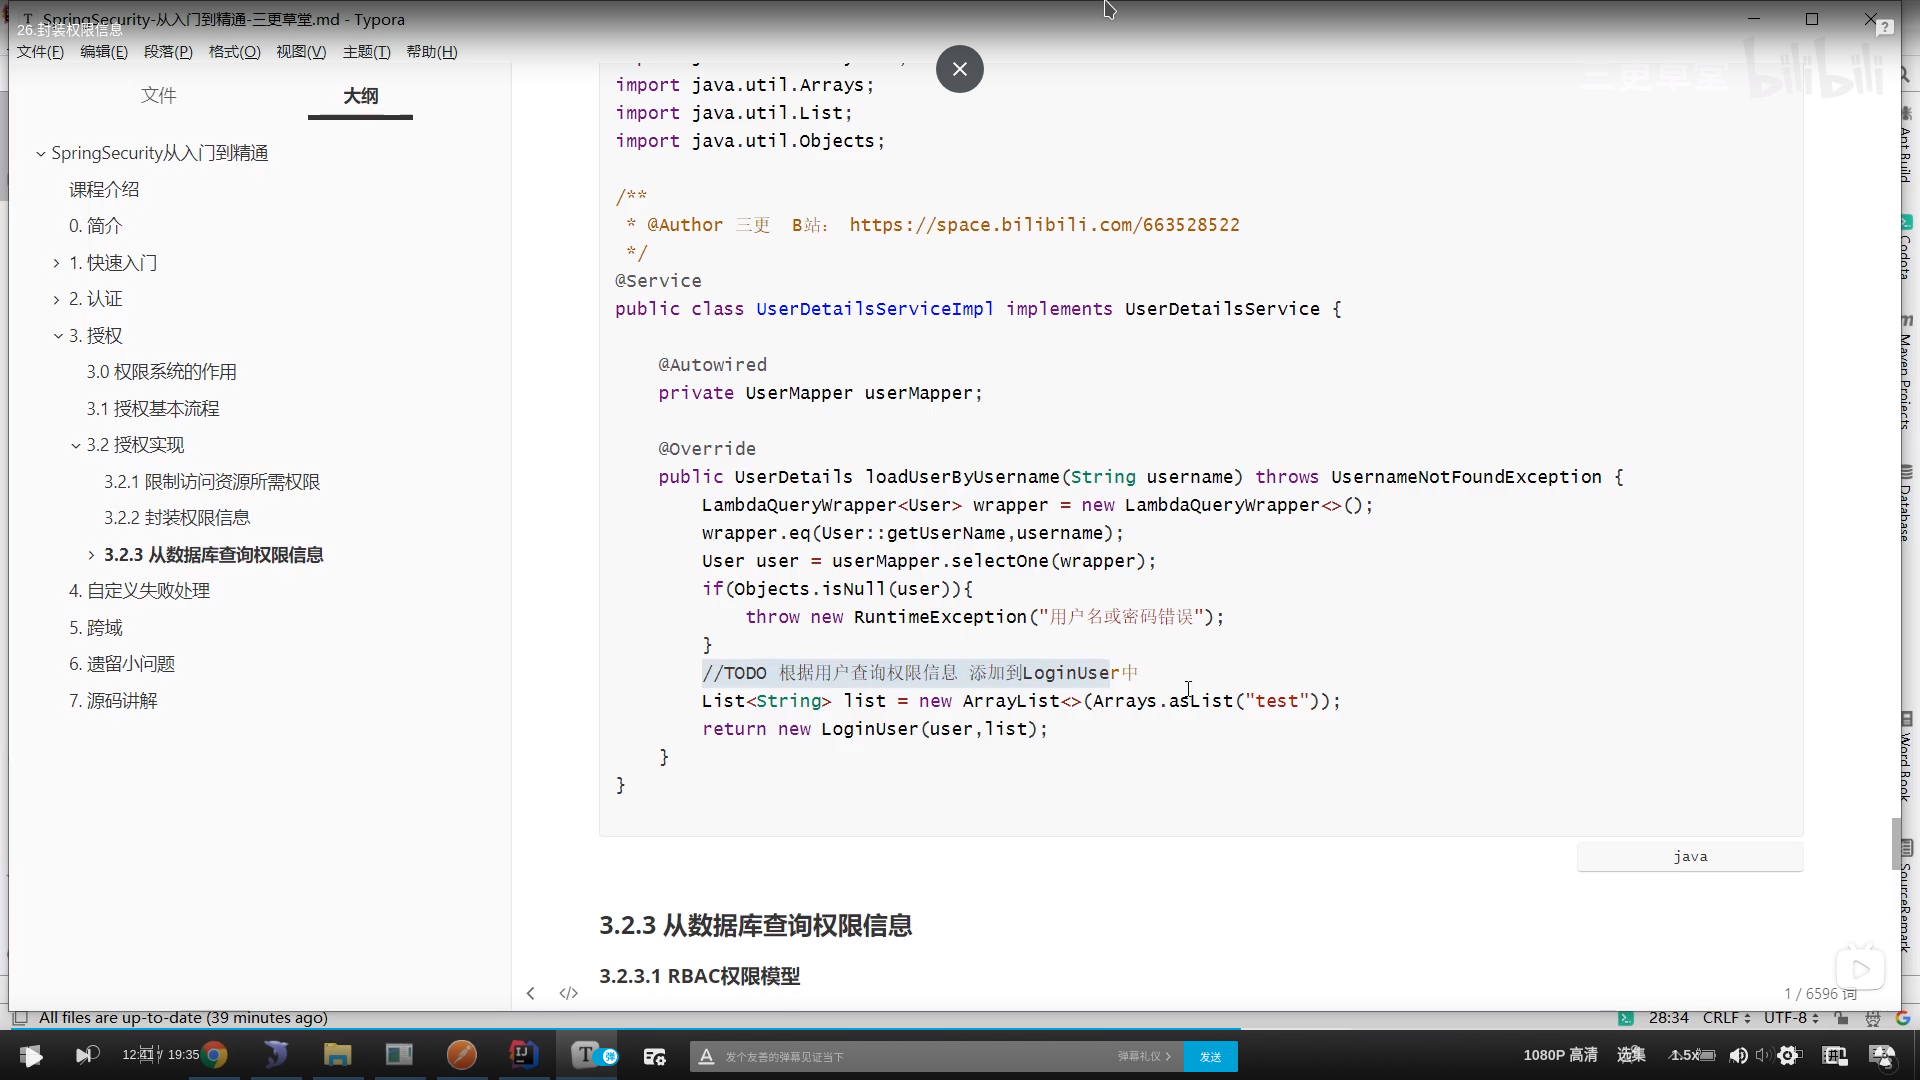 SpringSecurity-从入门到精通-三更草堂.md - Typora
26.封装权限信息
文件(F) 编辑(E) 段落(P) 格式(O) 视图(V) 主题(T) 帮助(H)
三更草堂 bilibili
文件 大纲
SpringSecurity从入门到精通
课程介绍
0. 简介
1. 快速入门
2. 认证
3. 授权
3.0 权限系统的作用
3.1 授权基本流程
3.2 授权实现
3.2.1 限制访问资源所需权限
3.2.2 封装权限信息
3.2.3 从数据库查询权限信息
4. 自定义失败处理
5. 跨域
6. 遗留小问题
7. 源码讲解
import java.util.Arrays;
import java.util.List;
import java.util.Objects;
/**
* @Author 三更 B站: https://space.bilibili.com/663528522
*/
@Service
public class UserDetailsServiceImpl implements UserDetailsService {
@Autowired
private UserMapper userMapper;
@Override
public UserDetails loadUserByUsername(String username) throws UsernameNotFoundException {
LambdaQueryWrapper<User> wrapper = new LambdaQueryWrapper<>();
wrapper.eq(User::getUserName,username);
User user = userMapper.selectOne(wrapper);
if(Objects.isNull(user)){
throw new RuntimeException("用户名或密码错误");
}
//TODO 根据用户查询权限信息 添加到LoginUser中
List<String> list = new ArrayList<>(Arrays.asList("test"));
return new LoginUser(user,list);
}
}
java
3.2.3 从数据库查询权限信息
3.2.3.1 RBAC权限模型
1 / 6596 词
Ant Build
Codota
Maven Projects
Database
Word Book
SourceRemark
All files are up-to-date (39 minutes ago)
28:34 CRLF UTF-8
12:41 / 19:35
发个友善的弹幕见证当下
弹幕礼仪 >
发送
1080P 高清 选集 1.5x